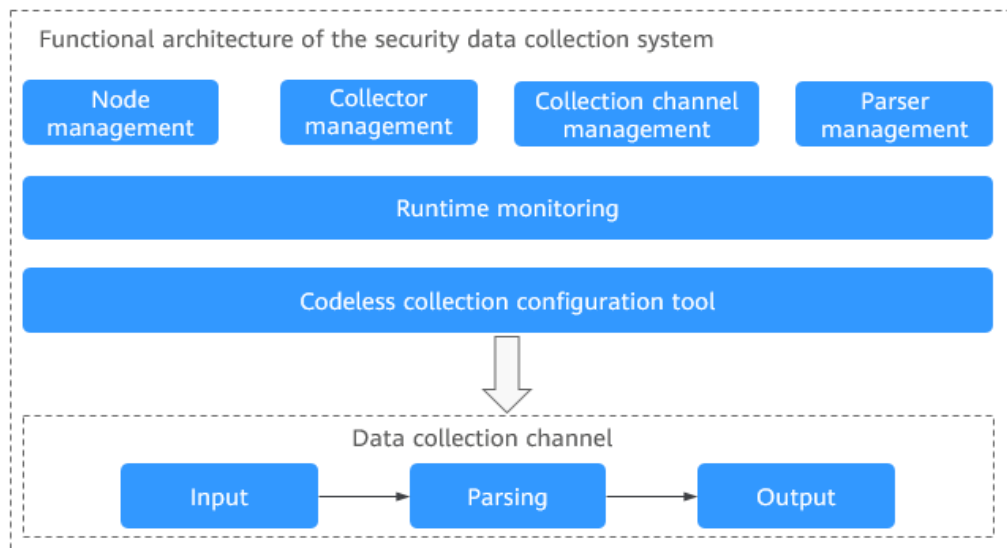 Functional architecture of the security data collection system
Node
management
Collector
management
Collection channel
management
Parser
management
Runtime monitoring
Codeless collection configuration tool
Data collection channel
Input
Parsing
Output